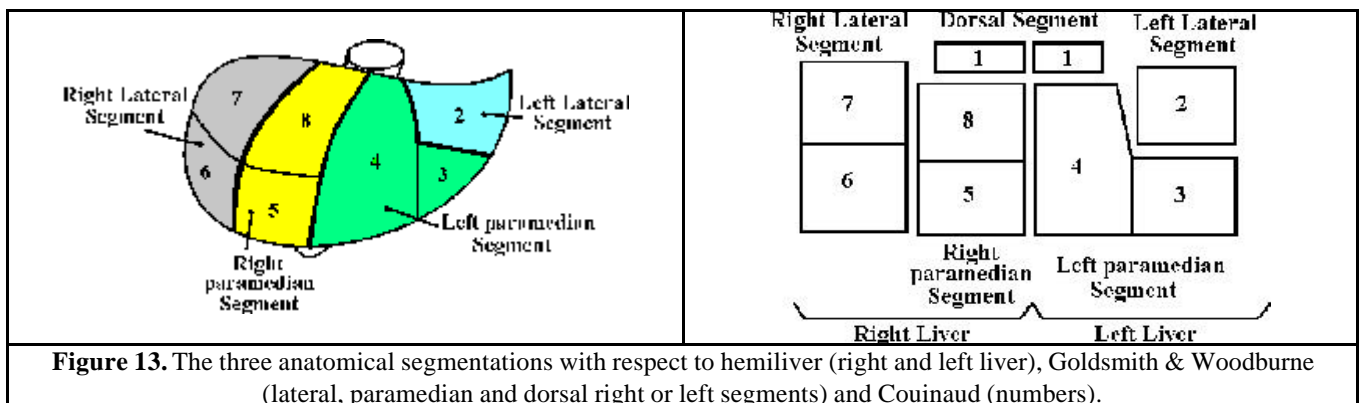 7
8
Right Lateral
Segment
6
5
4
2
3
Left Lateral
Segment
Left paramedian
Segment
Right
paramedian
Segment
Right Lateral
Segment
Dorsal Segment
Left Lateral
Segment
1
1
7
8
2
6
5
4
3
Right
paramedian
Segment
Left paramedian
Segment
Right Liver
Left Liver
Figure 13. The three anatomical segmentations with respect to hemiliver (right and left liver), Goldsmith & Woodburne
(lateral, paramedian and dorsal right or left segments) and Couinaud (numbers).